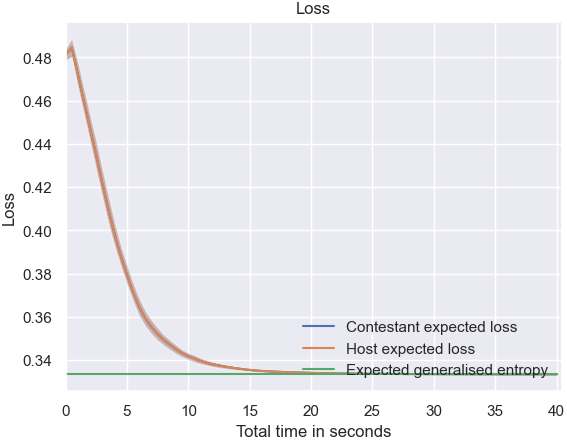 Loss
Loss
0.48
0.46
0.44
0.42
0.40
0.38
0.36
0.34
Contestant expected loss
Host expected loss
Expected generalised entropy
0 5 10 15 20 25 30 35 40
Total time in seconds